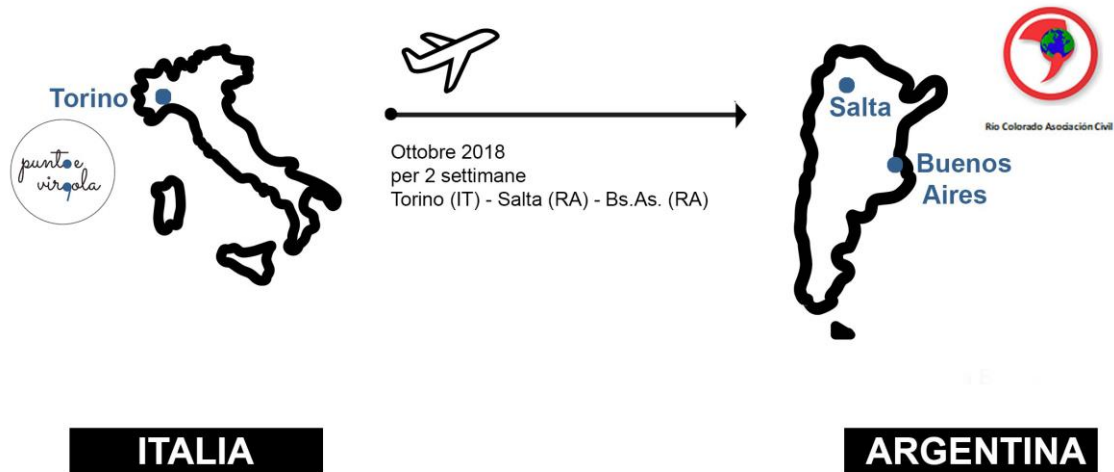 Torino
punto e
virgola
Ottobre 2018
per 2 settimane
Torino (IT) - Salta (RA) - Bs.As. (RA)
Salta
Buenos
Aires
Rio Colorado Asociación Civil
ITALIA
ARGENTINA